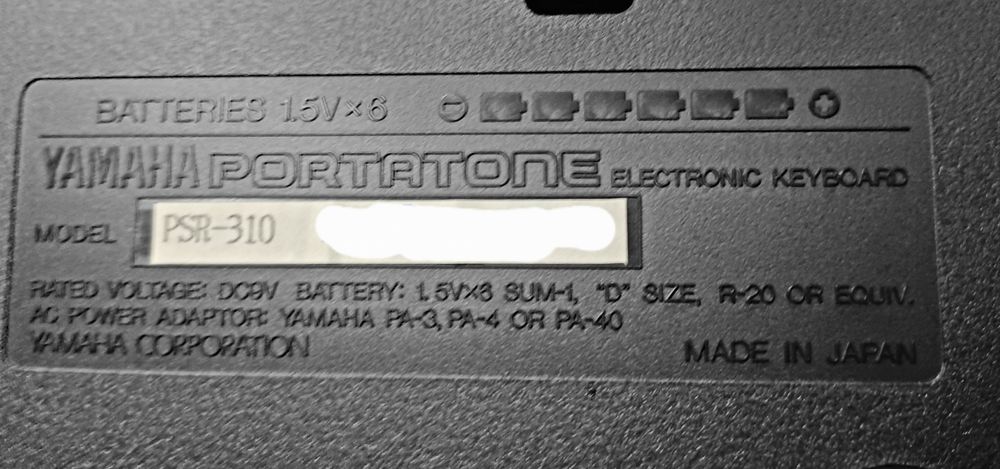 BATTERIES 1.5V×6 ⊖ ⊕
YAMAHA PORTATONE ELECTRONIC KEYBOARD
MODEL PSR-310
RATED VOLTAGE: DC9V BATTERY: 1.5V×6 SUM-1, "D" SIZE, R-20 OR EQUIV.
AC POWER ADAPTOR: YAMAHA PA-3, PA-4 OR PA-40
YAMAHA CORPORATION MADE IN JAPAN